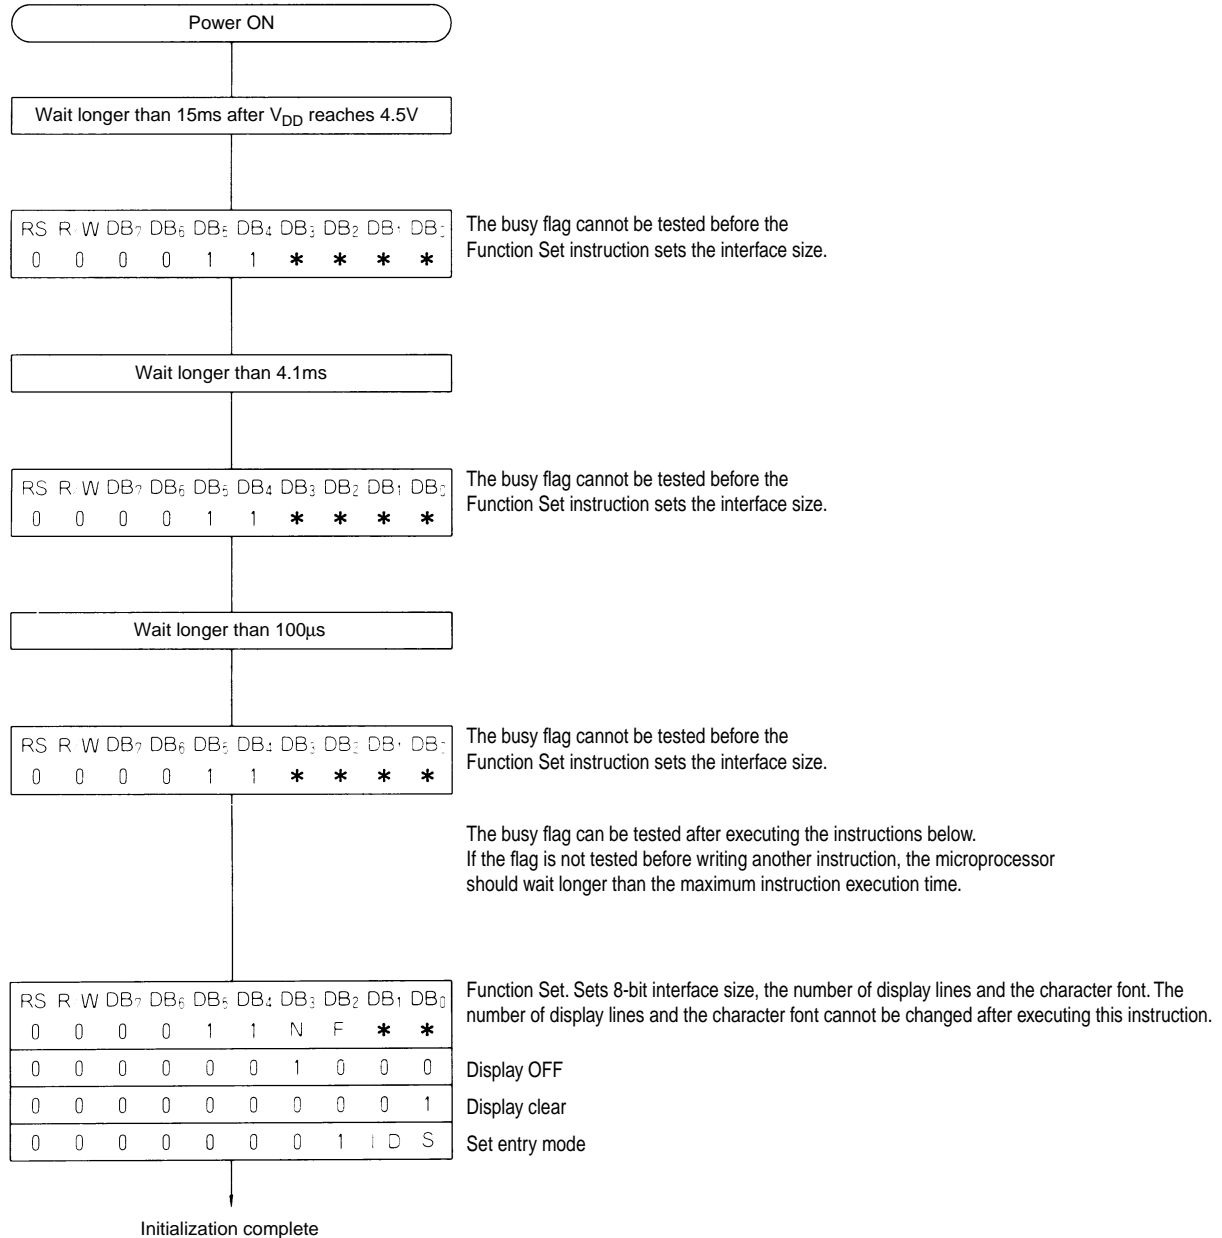 Power ON
Wait longer than 15ms after VDD reaches 4.5V
RS R/W DB7 DB6 DB5 DB4 DB3 DB2 DB1 DB0
0 0 0 0 1 1 * * * *
The busy flag cannot be tested before the
Function Set instruction sets the interface size.
Wait longer than 4.1ms
RS R/W DB7 DB6 DB5 DB4 DB3 DB2 DB1 DB0
0 0 0 0 1 1 * * * *
The busy flag cannot be tested before the
Function Set instruction sets the interface size.
Wait longer than 100µs
RS R/W DB7 DB6 DB5 DB4 DB3 DB2 DB1 DB0
0 0 0 0 1 1 * * * *
The busy flag cannot be tested before the
Function Set instruction sets the interface size.
The busy flag can be tested after executing the instructions below.
If the flag is not tested before writing another instruction, the microprocessor
should wait longer than the maximum instruction execution time.
RS R/W DB7 DB6 DB5 DB4 DB3 DB2 DB1 DB0
0 0 0 0 1 1 N F * *
Function Set. Sets 8-bit interface size, the number of display lines and the character font. The
number of display lines and the character font cannot be changed after executing this instruction.
0 0 0 0 0 0 1 0 0 0
Display OFF
0 0 0 0 0 0 0 0 0 1
Display clear
0 0 0 0 0 0 0 1 I/D S
Set entry mode
Initialization complete